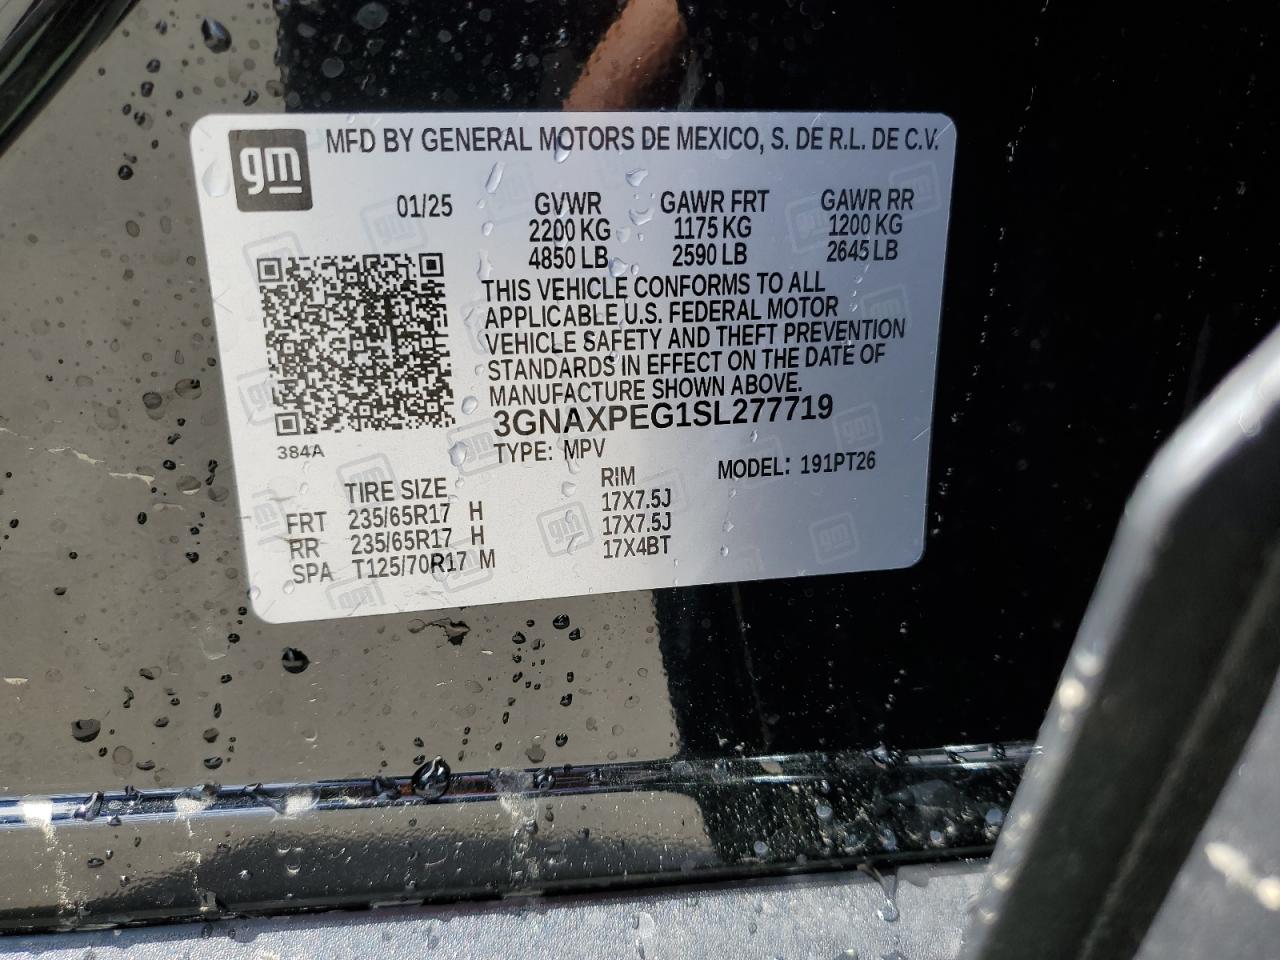 gm
MFD BY GENERAL MOTORS DE MEXICO, S. DE R.L. DE C.V.
01/25 GVWR GAWR FRT GAWR RR
2200 KG 1175 KG 1200 KG
4850 LB 2590 LB 2645 LB
THIS VEHICLE CONFORMS TO ALL
APPLICABLE U.S. FEDERAL MOTOR
VEHICLE SAFETY AND THEFT PREVENTION
STANDARDS IN EFFECT ON THE DATE OF
MANUFACTURE SHOWN ABOVE.
3GNAXPEG1SL277719
384A
TYPE: MPV MODEL: 191PT26
TIRE SIZE RIM
FRT 235/65R17 H 17X7.5J
RR 235/65R17 H 17X7.5J
SPA T125/70R17 M 17X4BT